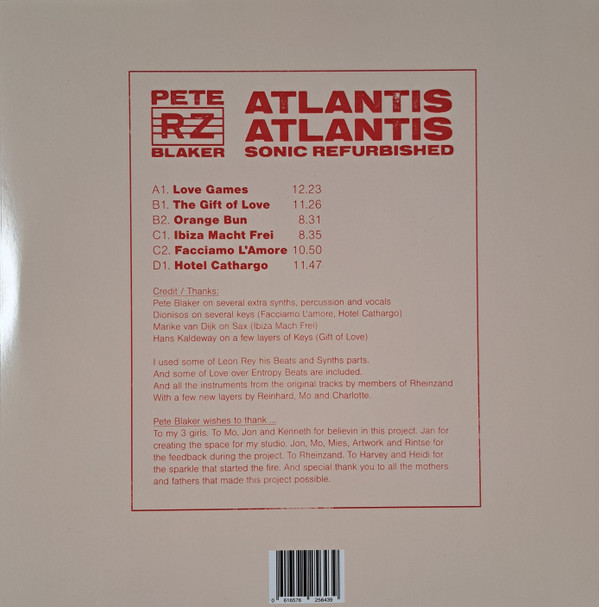 PETE
RZ
BLAKER
ATLANTIS
ATLANTIS
SONIC REFURBISHED
A1. Love Games 12.23
B1. The Gift of Love 11.26
B2. Orange Bun 8.31
C1. Ibiza Macht Frei 8.35
C2. Facciamo L'Amore 10.50
D1. Hotel Cathargo 11.47
Credit / Thanks:
Pete Blaker on several extra synths, percussion and vocals
Dionisos on several keys (Facciamo L'amore, Hotel Cathargo)
Marike van Dijk on Sax (Ibiza Mach Frei)
Hans Kaldeway on a few layers of Keys (Gift of Love)
I used some of Leon Rey his Beats and Synths parts.
And some of Love over Entropy Beats are included.
And all the instruments from the original tracks by members of Rheinzand
With a few new layers by Reinhard, Mo and Charlotte.
Pete Blaker wishes to thank ...
To my 3 girls. To Mo, Jon and Kenneth for believin in this project. Jan for
creating the space for my studio. Jon, Mo, Mies, Artwork and Rintse for
the feedback during the project. To Rheinzand. To Harvey and Heidi for
the sparkle that started the fire. And special thank you to all the mothers
and fathers that made this project possible.
0 616576 256439